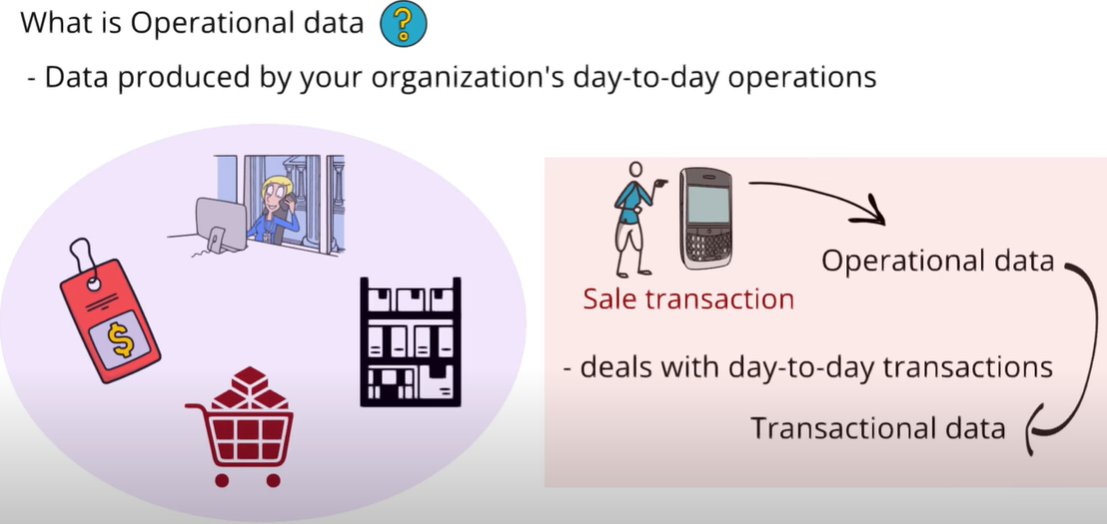 What is Operational data ?
- Data produced by your organization's day-to-day operations
$
Sale transaction
Operational data
- deals with day-to-day transactions
Transactional data